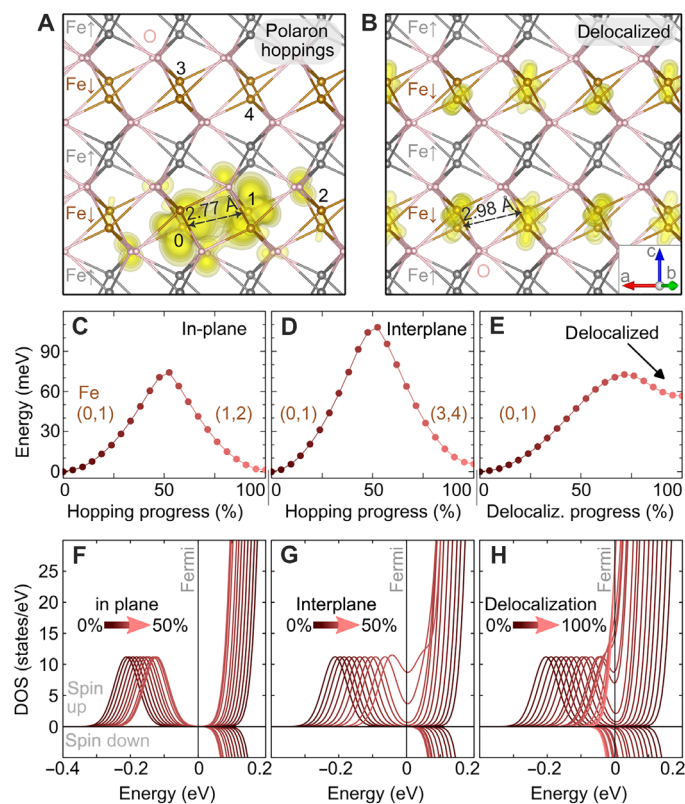 A
Polaron
hoppings
Fe↑
O
Fe↓
3
4
Fe↑
Fe↓
2.77 Å
0
1
2
Fe↑
B
Delocalized
Fe↑
Fe↓
Fe↑
Fe↓
2.98 Å
Fe↑
O
c
a
b
C
In-plane
Energy (meV)
90
60
30
0
Fe
(0,1)
(1,2)
0
50
100
Hopping progress (%)
D
Interplane
(0,1)
(3,4)
0
50
100
Hopping progress (%)
E
Delocalized
(0,1)
0
50
100
Delocaliz. progress (%)
F
Fermi
in plane
0%
50%
DOS (states/eV)
25
20
15
10
5
0
Spin
up
Spin down
−0.4
−0.2
0
0.2
Energy (eV)
G
Fermi
Interplane
0%
50%
−0.2
0
0.2
Energy (eV)
H
Fermi
Delocalization
0%
100%
−0.2
0
0.2
Energy (eV)